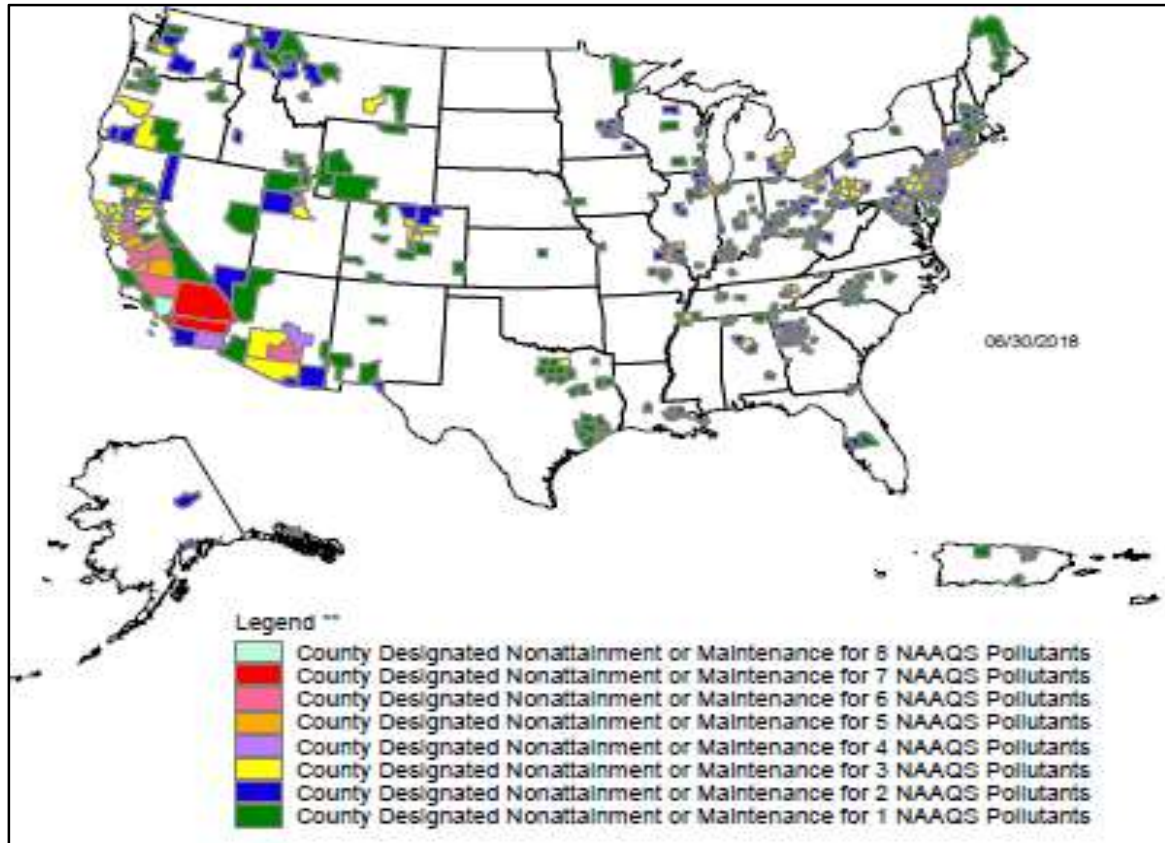 06/30/2018
Legend **
County Designated Nonattainment or Maintenance for 8 NAAQS Pollutants
County Designated Nonattainment or Maintenance for 7 NAAQS Pollutants
County Designated Nonattainment or Maintenance for 6 NAAQS Pollutants
County Designated Nonattainment or Maintenance for 5 NAAQS Pollutants
County Designated Nonattainment or Maintenance for 4 NAAQS Pollutants
County Designated Nonattainment or Maintenance for 3 NAAQS Pollutants
County Designated Nonattainment or Maintenance for 2 NAAQS Pollutants
County Designated Nonattainment or Maintenance for 1 NAAQS Pollutants